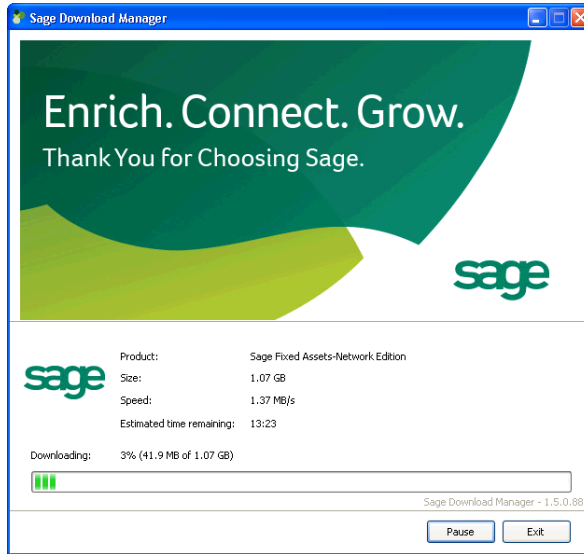 Sage Download Manager
Enrich. Connect. Grow.
Thank You for Choosing Sage.
sage
sage
Product: Sage Fixed Assets-Network Edition
Size: 1.07 GB
Speed: 1.37 MB/s
Estimated time remaining: 13:23
Downloading: 3% (41.9 MB of 1.07 GB)
Sage Download Manager - 1.5.0.88
Pause Exit